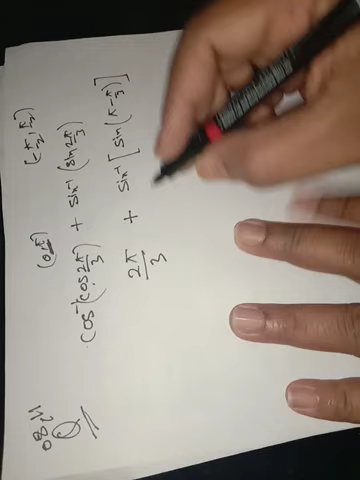 (0, π) (-π/2, π/2)
cos⁻¹(cos 2π/3) + sin⁻¹(sin 2π/3)
2π/3 + sin⁻¹[sin(π - π/3)]